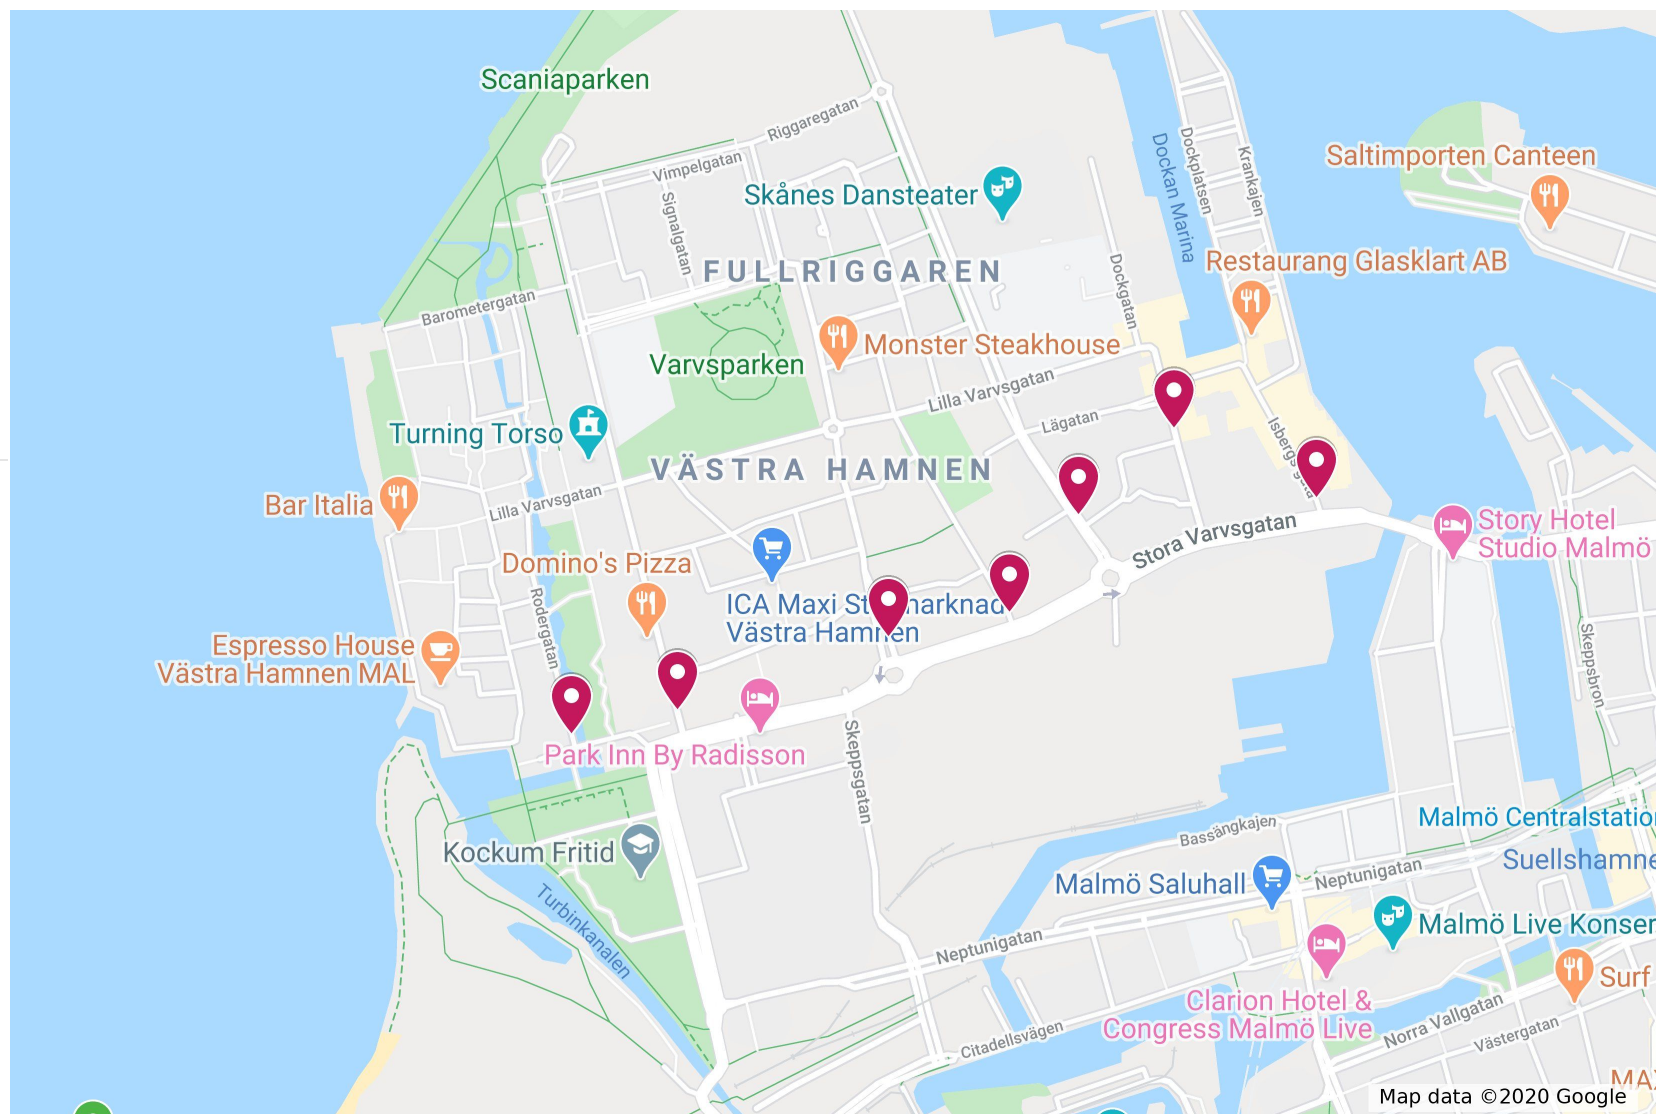 Scaniaparken
Riggaregatan
Vimpelgatan
Signalgatan
Skånes Dansteater
Dockan Marina
Dockplatsen
Krankajen
Saltimporten Canteen
FULLRIGGAREN
Dockgatan
Restaurang Glasklart AB
Barometergatan
Varvsparken
Monster Steakhouse
Lilla Varvsgatan
Lägatan
Turning Torso
VÄSTRA HAMNEN
Bar Italia
Lilla Varvsgatan
Stora Varvsgatan
Story Hotel
Studio Malmö
Domino's Pizza
Rodergatan
ICA Maxi
Västra Hamnen
Espresso House
Västra Hamnen MAL
Skeppsbron
Park Inn By Radisson
Skeppsgatan
Kockum Fritid
Turbinkanalen
Bassängkajen
Malmö Centralstation
Suellshamne
Neptunigatan
Malmö Saluhall
Malmö Live Konser
Neptunigatan
Clarion Hotel &
Congress Malmö Live
Surf
Citadellsvägen
Norra Vallgatan
Västergatan
MAX
Map data ©2020 Google